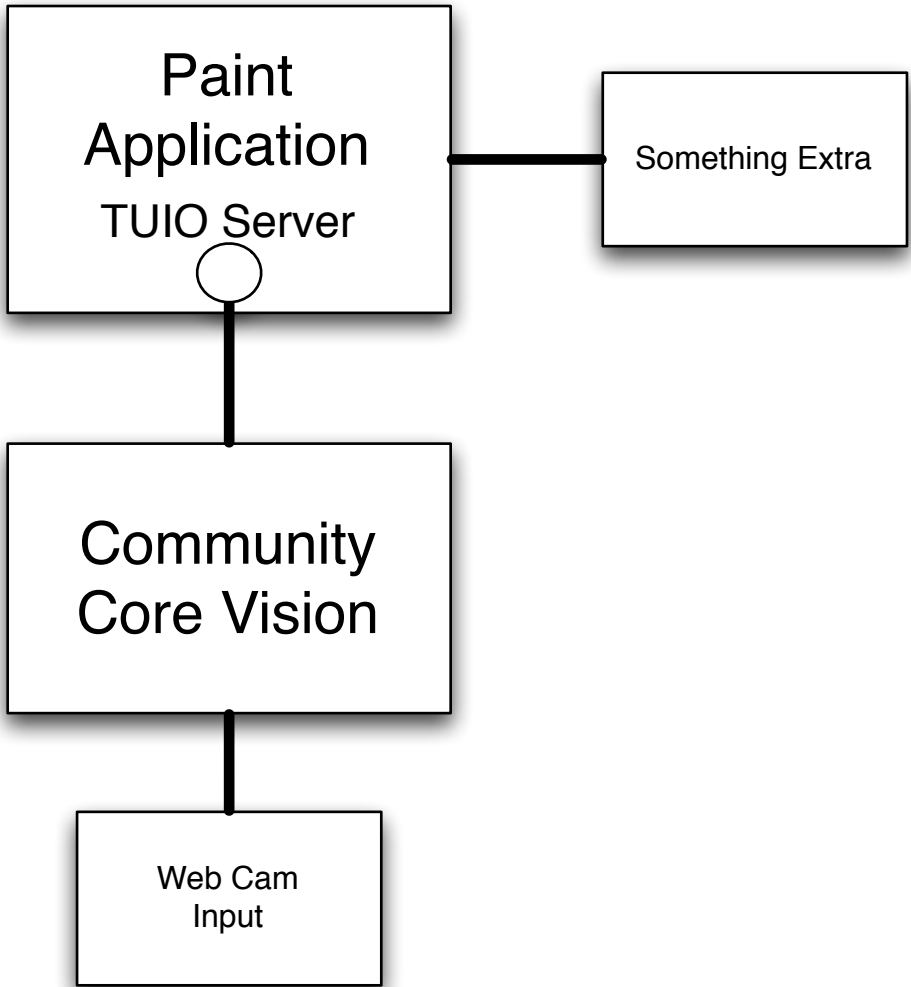 Paint
Application
TUIO Server
Something Extra
Community
Core Vision
Web Cam
Input